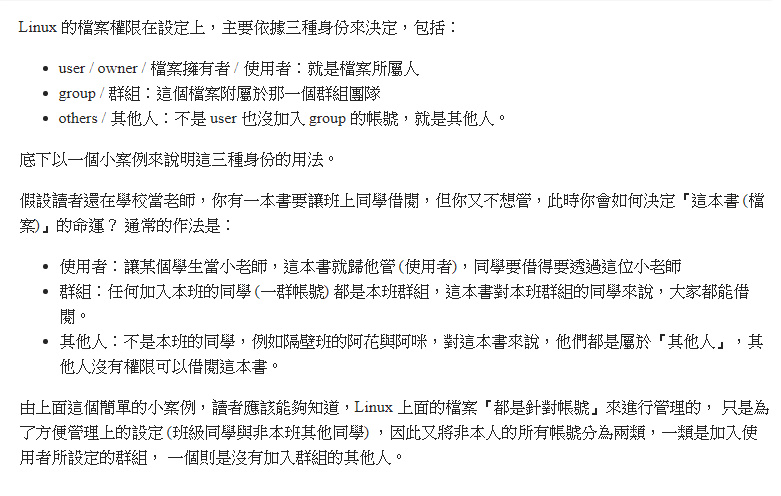 Linux 的檔案權限在設定上，主要依據三種身份來決定，包括：
user / owner / 檔案擁有者 / 使用者：就是檔案所屬人
group / 群組：這個檔案附屬於那一個群組團隊
others / 其他人：不是 user 也沒加入 group 的帳號，就是其他人。
底下以一個小案例來說明這三種身份的用法。
假設讀者還在學校當老師，你有一本書要讓班上同學借閱，但你又不想管，此時你會如何決定『這本書 (檔
案)』的命運？ 通常的作法是：
使用者：讓某個學生當小老師，這本書就歸他管 (使用者)，同學要借得要透過這位小老師
群組：任何加入本班的同學 (一群帳號) 都是本班群組，這本書對本班群組的同學來說，大家都能借
閱。
其他人：不是本班的同學，例如隔壁班的阿花與阿咪，對這本書來說，他們都是屬於『其他人』，其
他人沒有權限可以借閱這本書。
由上面這個簡單的小案例，讀者應該能夠知道，Linux 上面的檔案『都是針對帳號』來進行管理的， 只是為
了方便管理上的設定 (班級同學與非本班其他同學) ，因此又將非本人的所有帳號分為兩類，一類是加入使
用者所設定的群組， 一個則是沒有加入群組的其他人。